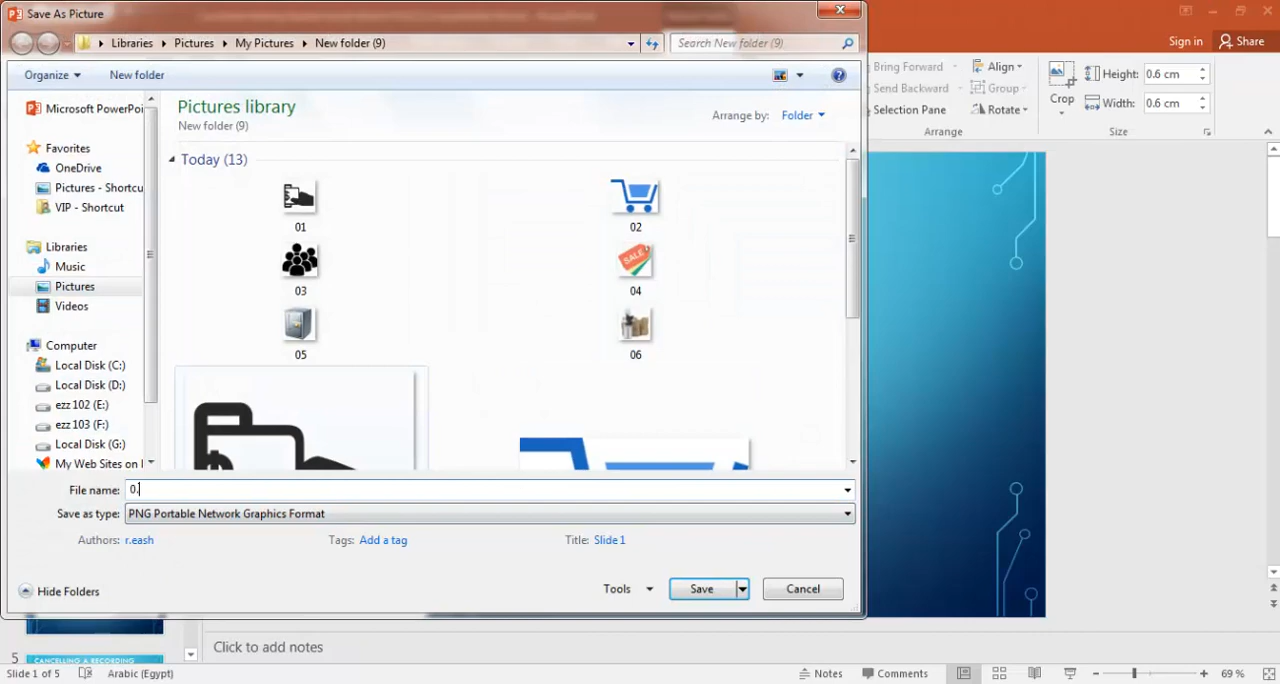 Save As Picture
Libraries Pictures My Pictures New folder (9)
Search New folder (9)
Organize New folder
Microsoft PowerPoi
Favorites
OneDrive
Pictures - Shortcu
VIP - Shortcut
Libraries
Music
Pictures
Videos
Computer
Local Disk (C:)
Local Disk (D:)
ezz 102 (E:)
ezz 103 (F:)
Local Disk (G:)
My Web Sites on
Pictures library
New folder (9)
Arrange by: Folder
Today (13)
01 02
SALE
03 04
05 06
File name: 0.
Save as type: PNG Portable Network Graphics Format
Authors: r.eash Tags: Add a tag Title: Slide 1
Hide Folders Tools Save Cancel
Sign in Share
Bring Forward Align
Send Backward Group
Selection Pane Rotate
Arrange
Crop
Height: 0.6 cm
Width: 0.6 cm
Size
5
CANCELLING A RECORDING
Click to add notes
Slide 1 of 5 Arabic (Egypt) Notes Comments 69 %